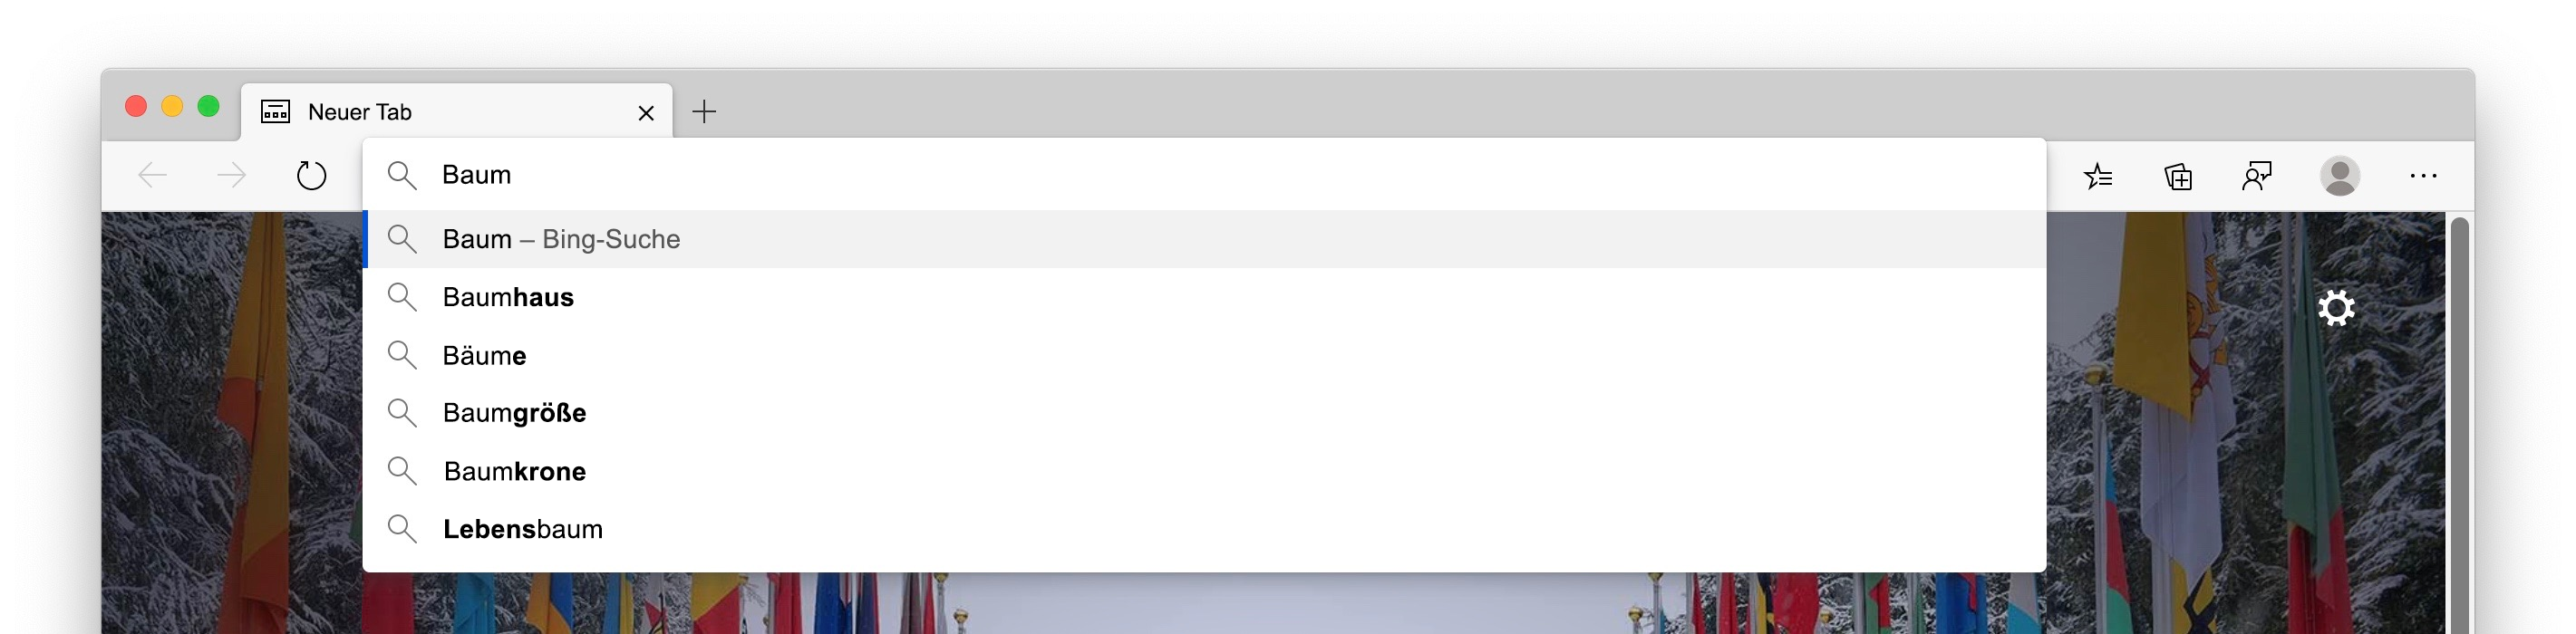 Neuer Tab
Baum
Baum – Bing-Suche
Baumhaus
Bäume
Baumgröße
Baumkrone
Lebensbaum